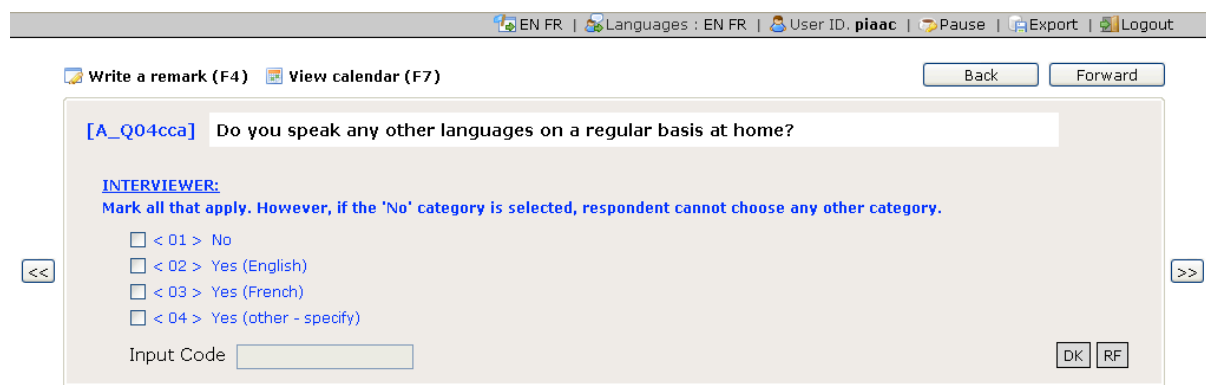 EN FR | Languages : EN FR | User ID. piaac | Pause | Export | Logout
Write a remark (F4) View calendar (F7) Back Forward
[A_Q04cca] Do you speak any other languages on a regular basis at home?
INTERVIEWER:
Mark all that apply. However, if the 'No' category is selected, respondent cannot choose any other category.
< 01 > No
< 02 > Yes (English)
<< >>
< 03 > Yes (French)
< 04 > Yes (other - specify)
Input Code DK RF